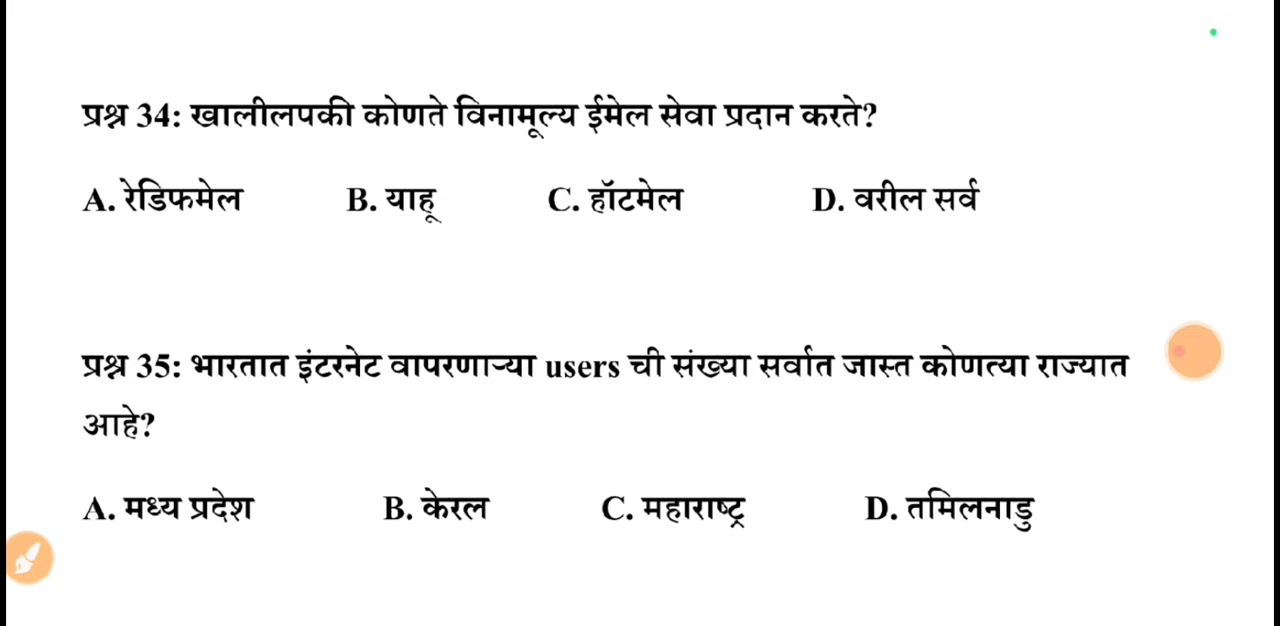 प्रश्न 34: खालीलपकी कोणते विनामूल्य ईमेल सेवा प्रदान करते?
A. रेडिफमेल B. याहू C. हॉटमेल D. वरील सर्व
प्रश्न 35: भारतात इंटरनेट वापरणाऱ्या users ची संख्या सर्वात जास्त कोणत्या राज्यात
आहे?
A. मध्य प्रदेश B. केरल C. महाराष्ट्र D. तमिलनाडु